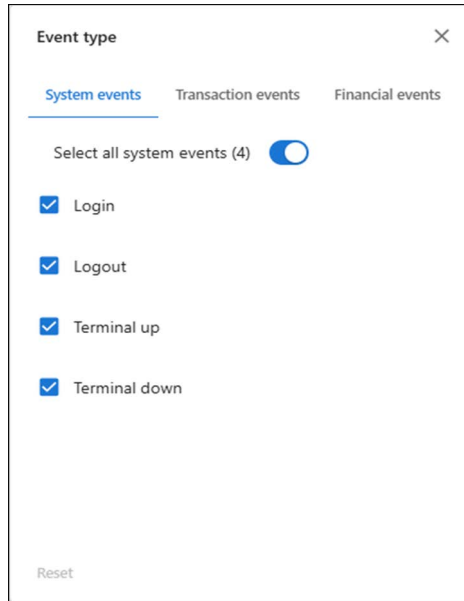 Event type
System events Transaction events Financial events
Select all system events (4)
Login
Logout
Terminal up
Terminal down
Reset